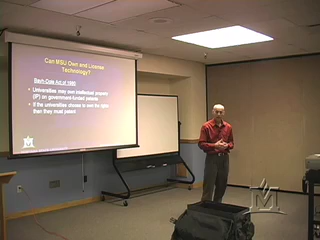 Can MSU Own and License
Technology?
Bayh-Dole Act of 1980
Universities may own intellectual property
(IP) on government-funded patents
If the universities choose to own the rights
then they must patent